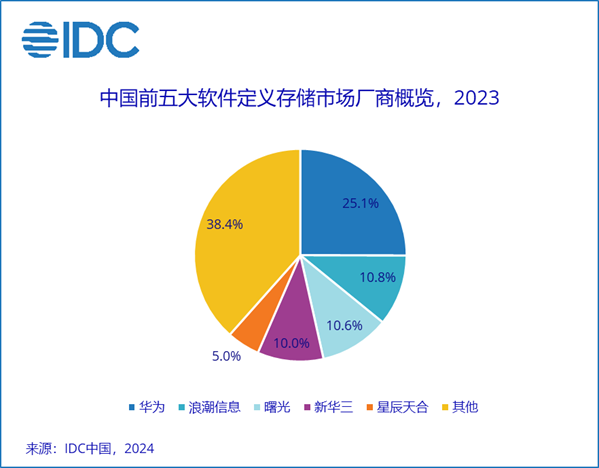 IDC
中国前五大软件定义存储市场厂商概览，2023
25.1%
38.4%
10.8%
10.6%
10.0%
5.0%
华为 浪潮信息 曙光 新华三 星辰天合 其他
来源：IDC中国，2024